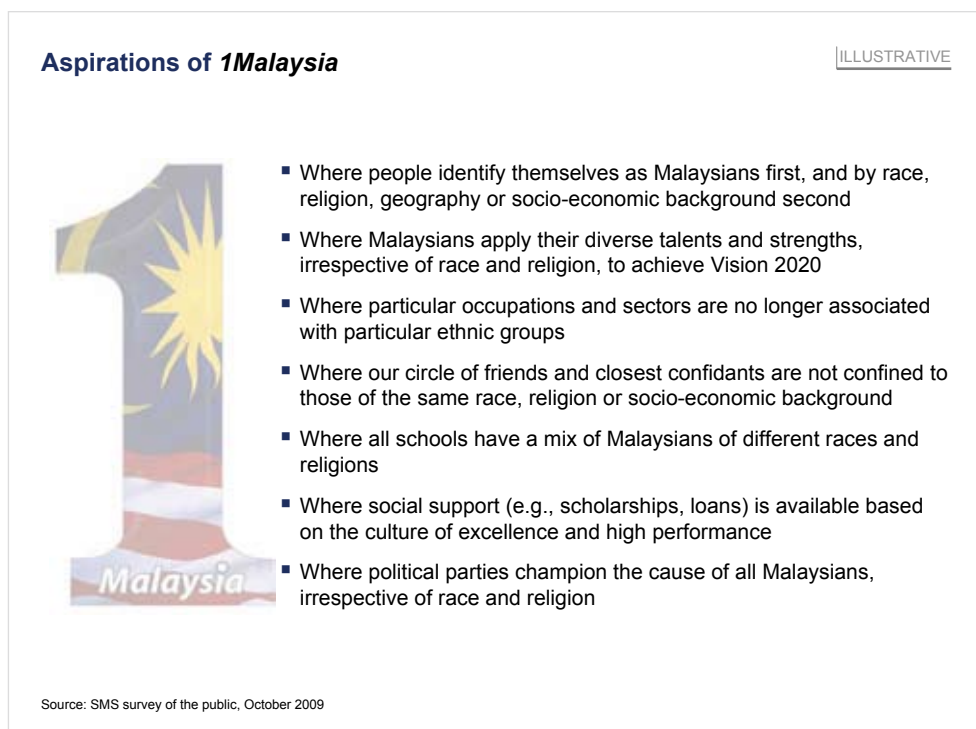 Aspirations of 1Malaysia
ILLUSTRATIVE
▪ Where people identify themselves as Malaysians first, and by race,
religion, geography or socio-economic background second
▪ Where Malaysians apply their diverse talents and strengths,
irrespective of race and religion, to achieve Vision 2020
▪ Where particular occupations and sectors are no longer associated
with particular ethnic groups
▪ Where our circle of friends and closest confidants are not confined to
those of the same race, religion or socio-economic background
▪ Where all schools have a mix of Malaysians of different races and
religions
▪ Where social support (e.g., scholarships, loans) is available based
on the culture of excellence and high performance
▪ Where political parties champion the cause of all Malaysians,
irrespective of race and religion
1
Malaysia
Source: SMS survey of the public, October 2009